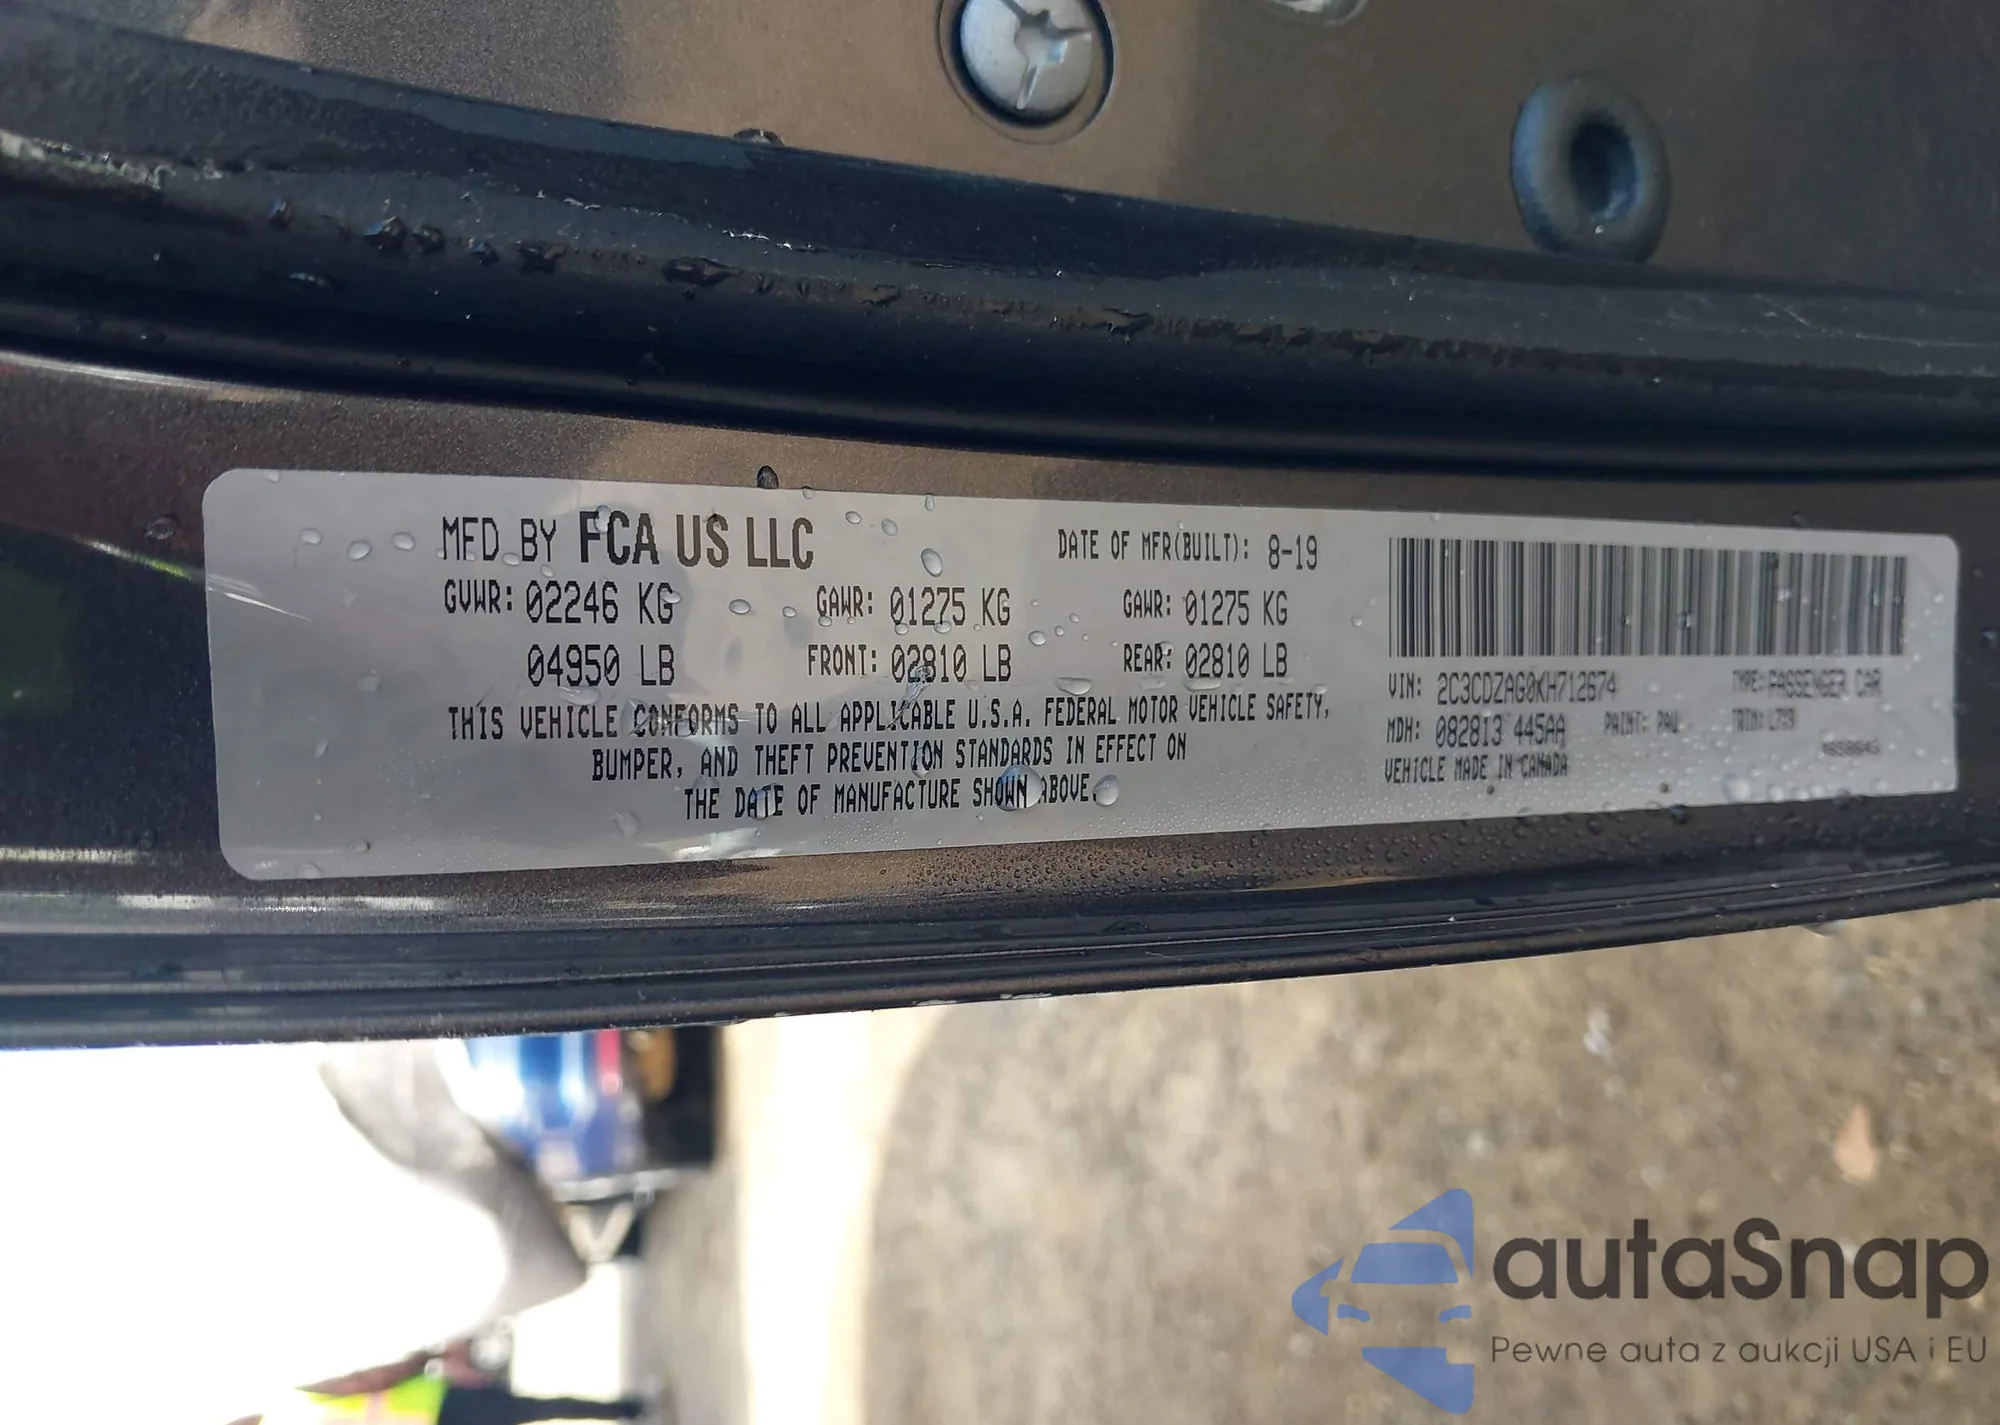 MFD BY FCA US LLC DATE OF MFR(BUILT): 8-19
GVWR: 02246 KG GAWR: 01275 KG GAWR: 01275 KG
04950 LB FRONT: 02810 LB REAR: 02810 LB
THIS VEHICLE CONFORMS TO ALL APPLICABLE U.S.A. FEDERAL MOTOR VEHICLE SAFETY,
BUMPER, AND THEFT PREVENTION STANDARDS IN EFFECT ON
THE DATE OF MANUFACTURE SHOWN ABOVE.
VIN: 2C3CDZAG0KH712674 TYPE: PASSENGER CAR
MDH: 082813 445AA PAINT: PAU TRIM:
VEHICLE MADE IN CANADA
autaSnap
Pewne auta z aukcji USA i EU